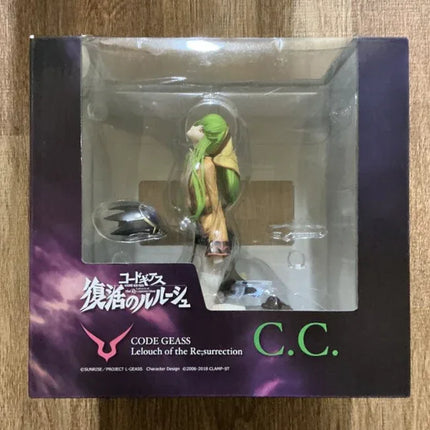 コードギアス
復活のルルーシュ
CODE GEASS
Lelouch of the Re;surrection
C.C.
©SUNRISE／PROJECT L-GEASS Character Design ©2006-2018 CLAMP・ST